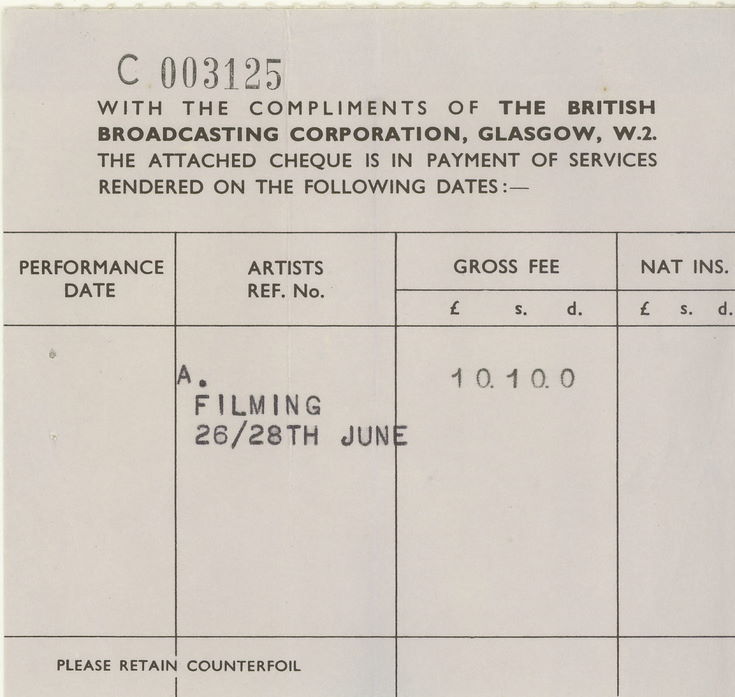 C 003125
WITH THE COMPLIMENTS OF THE BRITISH
BROADCASTING CORPORATION, GLASGOW, W.2.
THE ATTACHED CHEQUE IS IN PAYMENT OF SERVICES
RENDERED ON THE FOLLOWING DATES:—
PERFORMANCE DATE
ARTISTS REF. No.
GROSS FEE
NAT INS.
£ s. d.
£ s. d.
A.
10.10.0
FILMING
26/28TH JUNE
PLEASE RETAIN COUNTERFOIL